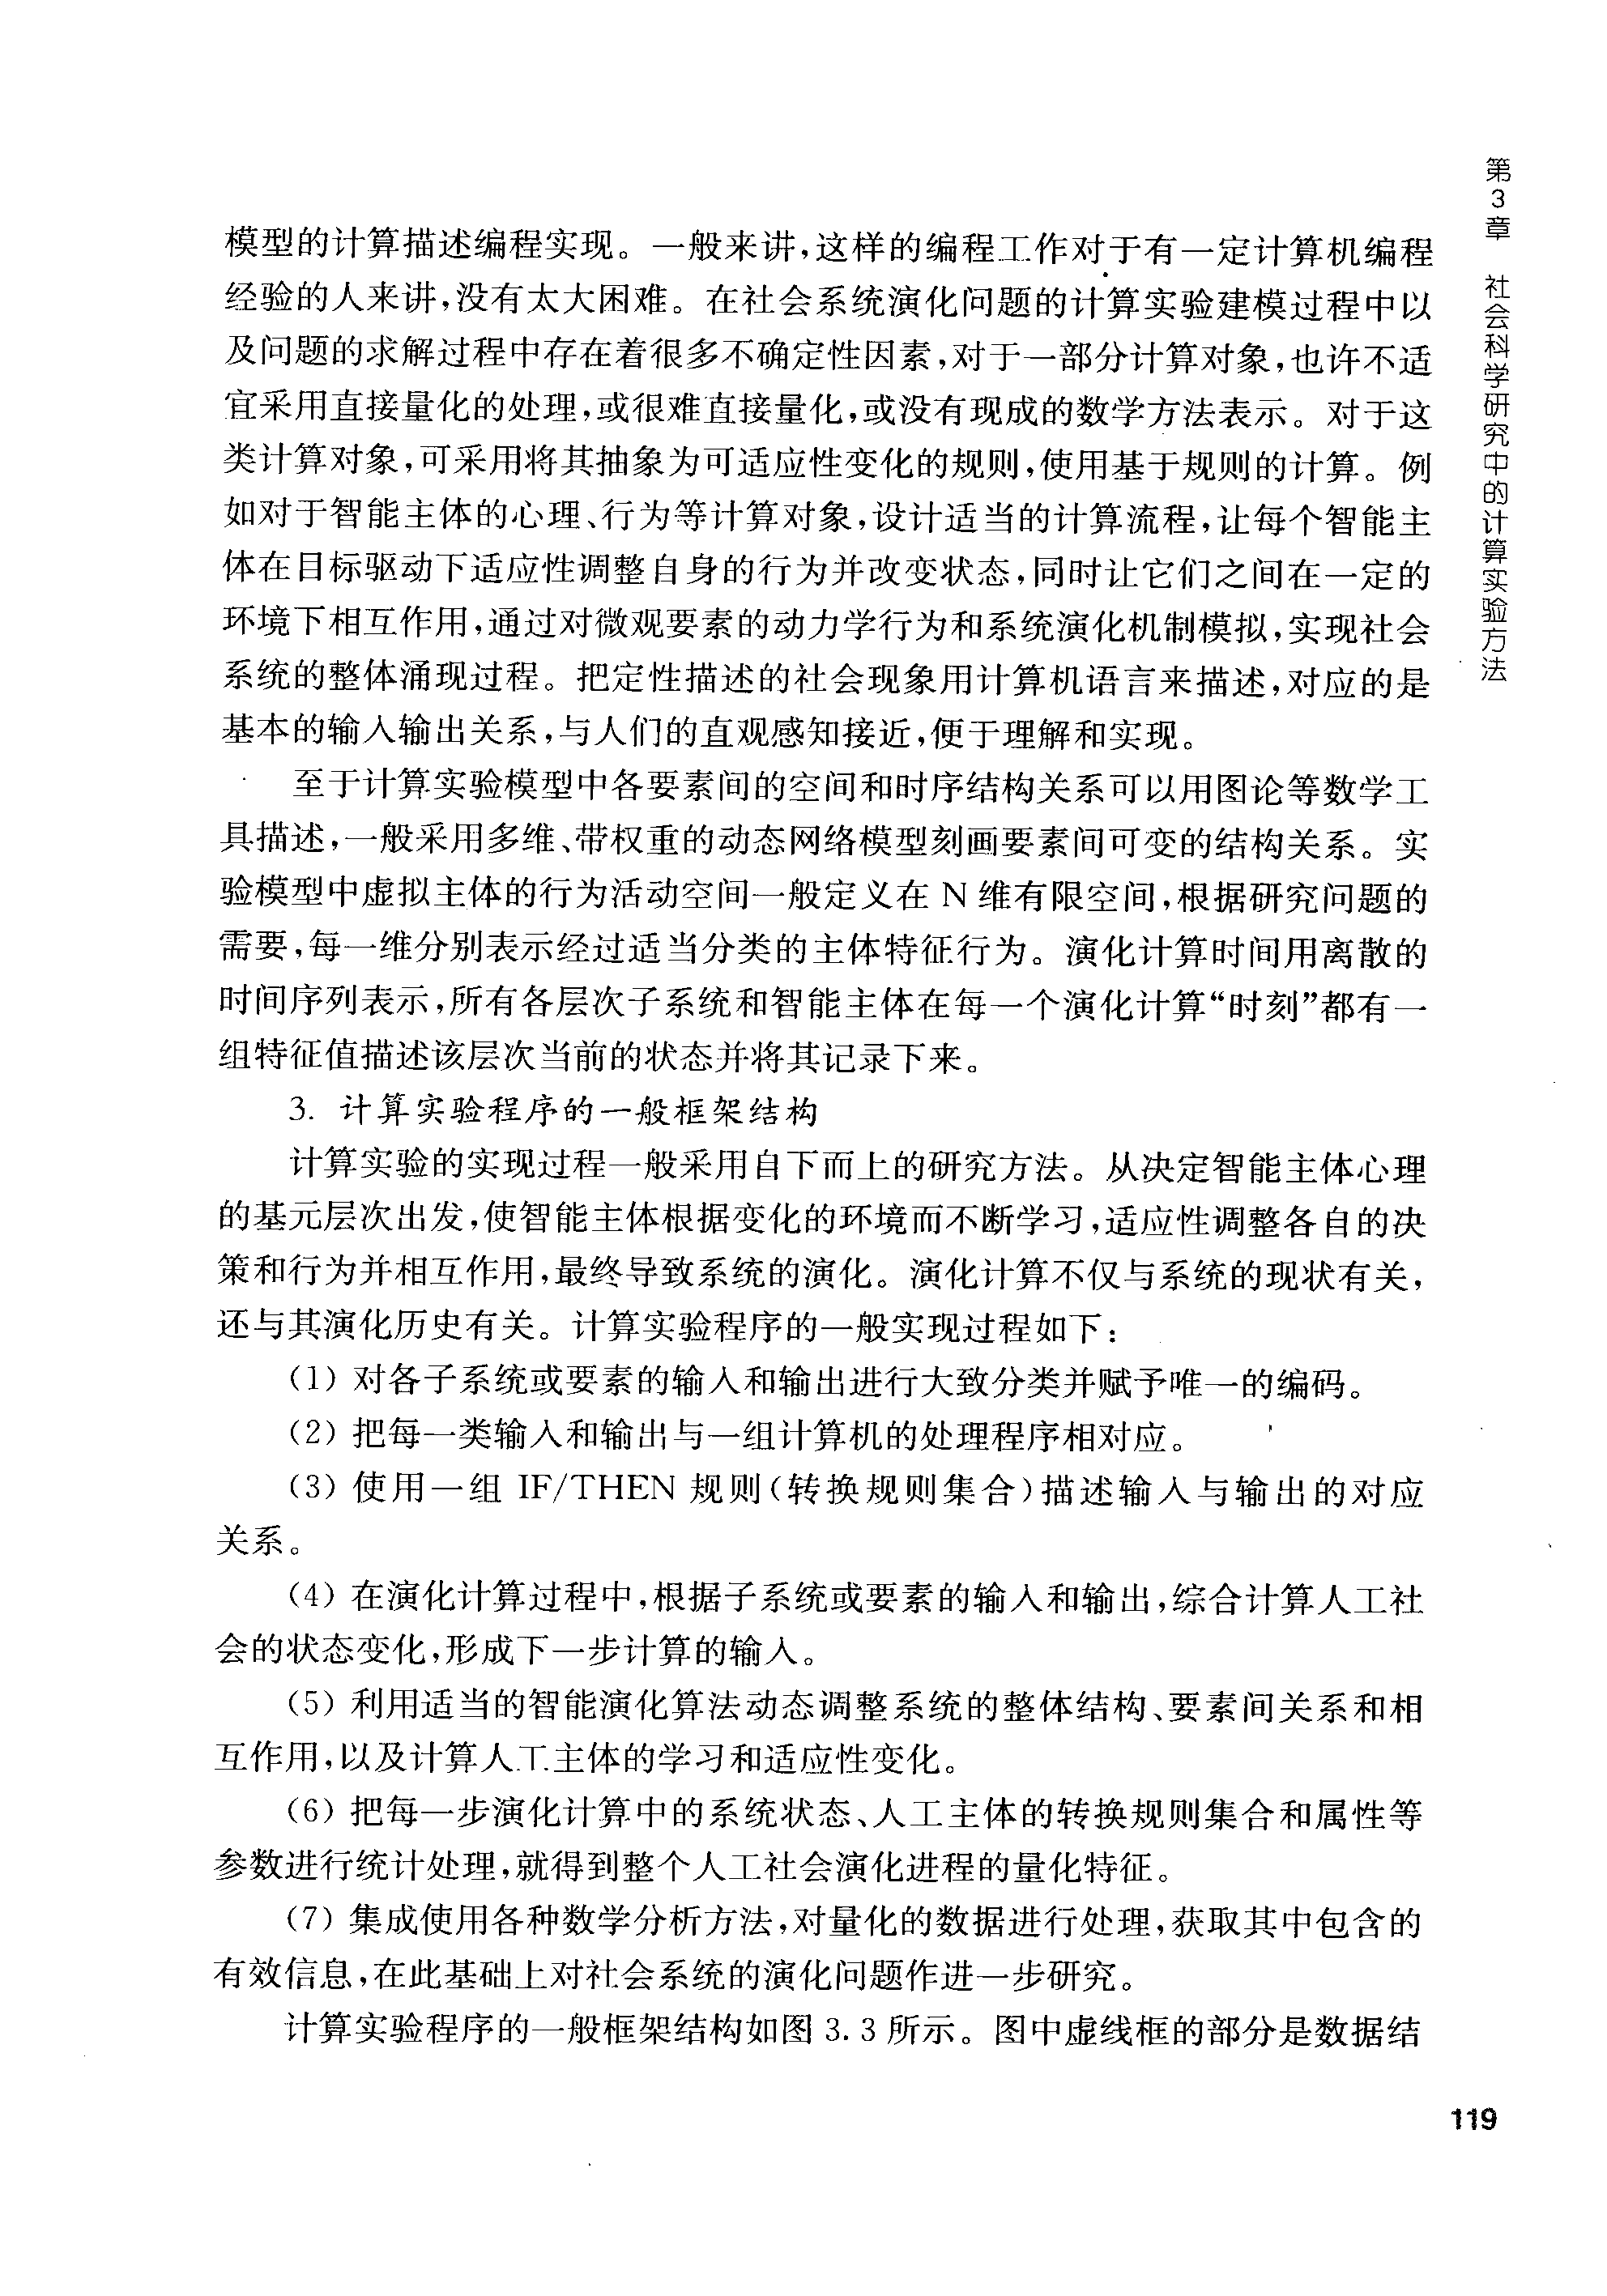 第3章 社会科学研究中的计算实验方法
模型的计算描述编程实现。一般来讲,这样的编程工作对于有一定计算机编程
经验的人来讲,没有太大困难。在社会系统演化问题的计算实验建模过程中以
及问题的求解过程中存在着很多不确定性因素,对于一部分计算对象,也许不适
宜采用直接量化的处理,或很难直接量化,或没有现成的数学方法表示。对于这
类计算对象,可采用将其抽象为可适应性变化的规则,使用基于规则的计算。例
如对于智能主体的心理、行为等计算对象,设计适当的计算流程,让每个智能主
体在目标驱动下适应性调整自身的行为并改变状态,同时让它们之间在一定的
环境下相互作用,通过对微观要素的动力学行为和系统演化机制模拟,实现社会
系统的整体涌现过程。把定性描述的社会现象用计算机语言来描述,对应的是
基本的输入输出关系,与人们的直观感知接近,便于理解和实现。
至于计算实验模型中各要素间的空间和时序结构关系可以用图论等数学工
具描述,一般采用多维、带权重的动态网络模型刻画要素间可变的结构关系。实
验模型中虚拟主体的行为活动空间一般定义在 N 维有限空间,根据研究问题的
需要,每一维分别表示经过适当分类的主体特征行为。演化计算时间用离散的
时间序列表示,所有各层次子系统和智能主体在每一个演化计算“时刻”都有一
组特征值描述该层次当前的状态并将其记录下来。
3. 计算实验程序的一般框架结构
计算实验的实现过程一般采用自下而上的研究方法。从决定智能主体心理
的基元层次出发,使智能主体根据变化的环境而不断学习,适应性调整各自的决
策和行为并相互作用,最终导致系统的演化。演化计算不仅与系统的现状有关,
还与其演化历史有关。计算实验程序的一般实现过程如下:
(1) 对各子系统或要素的输入和输出进行大致分类并赋予唯一的编码。
(2) 把每一类输入和输出与一组计算机的处理程序相对应。
(3) 使用一组 IF/THEN 规则(转换规则集合)描述输入与输出的对应
关系。
(4) 在演化计算过程中,根据子系统或要素的输入和输出,综合计算人工社
会的状态变化,形成下一步计算的输入。
(5) 利用适当的智能演化算法动态调整系统的整体结构、要素间关系和相
互作用,以及计算人工主体的学习和适应性变化。
(6) 把每一步演化计算中的系统状态、人工主体的转换规则集合和属性等
参数进行统计处理,就得到整个人工社会演化进程的量化特征。
(7) 集成使用各种数学分析方法,对量化的数据进行处理,获取其中包含的
有效信息,在此基础上对社会系统的演化问题作进一步研究。
计算实验程序的一般框架结构如图 3.3 所示。图中虚线框的部分是数据结
119